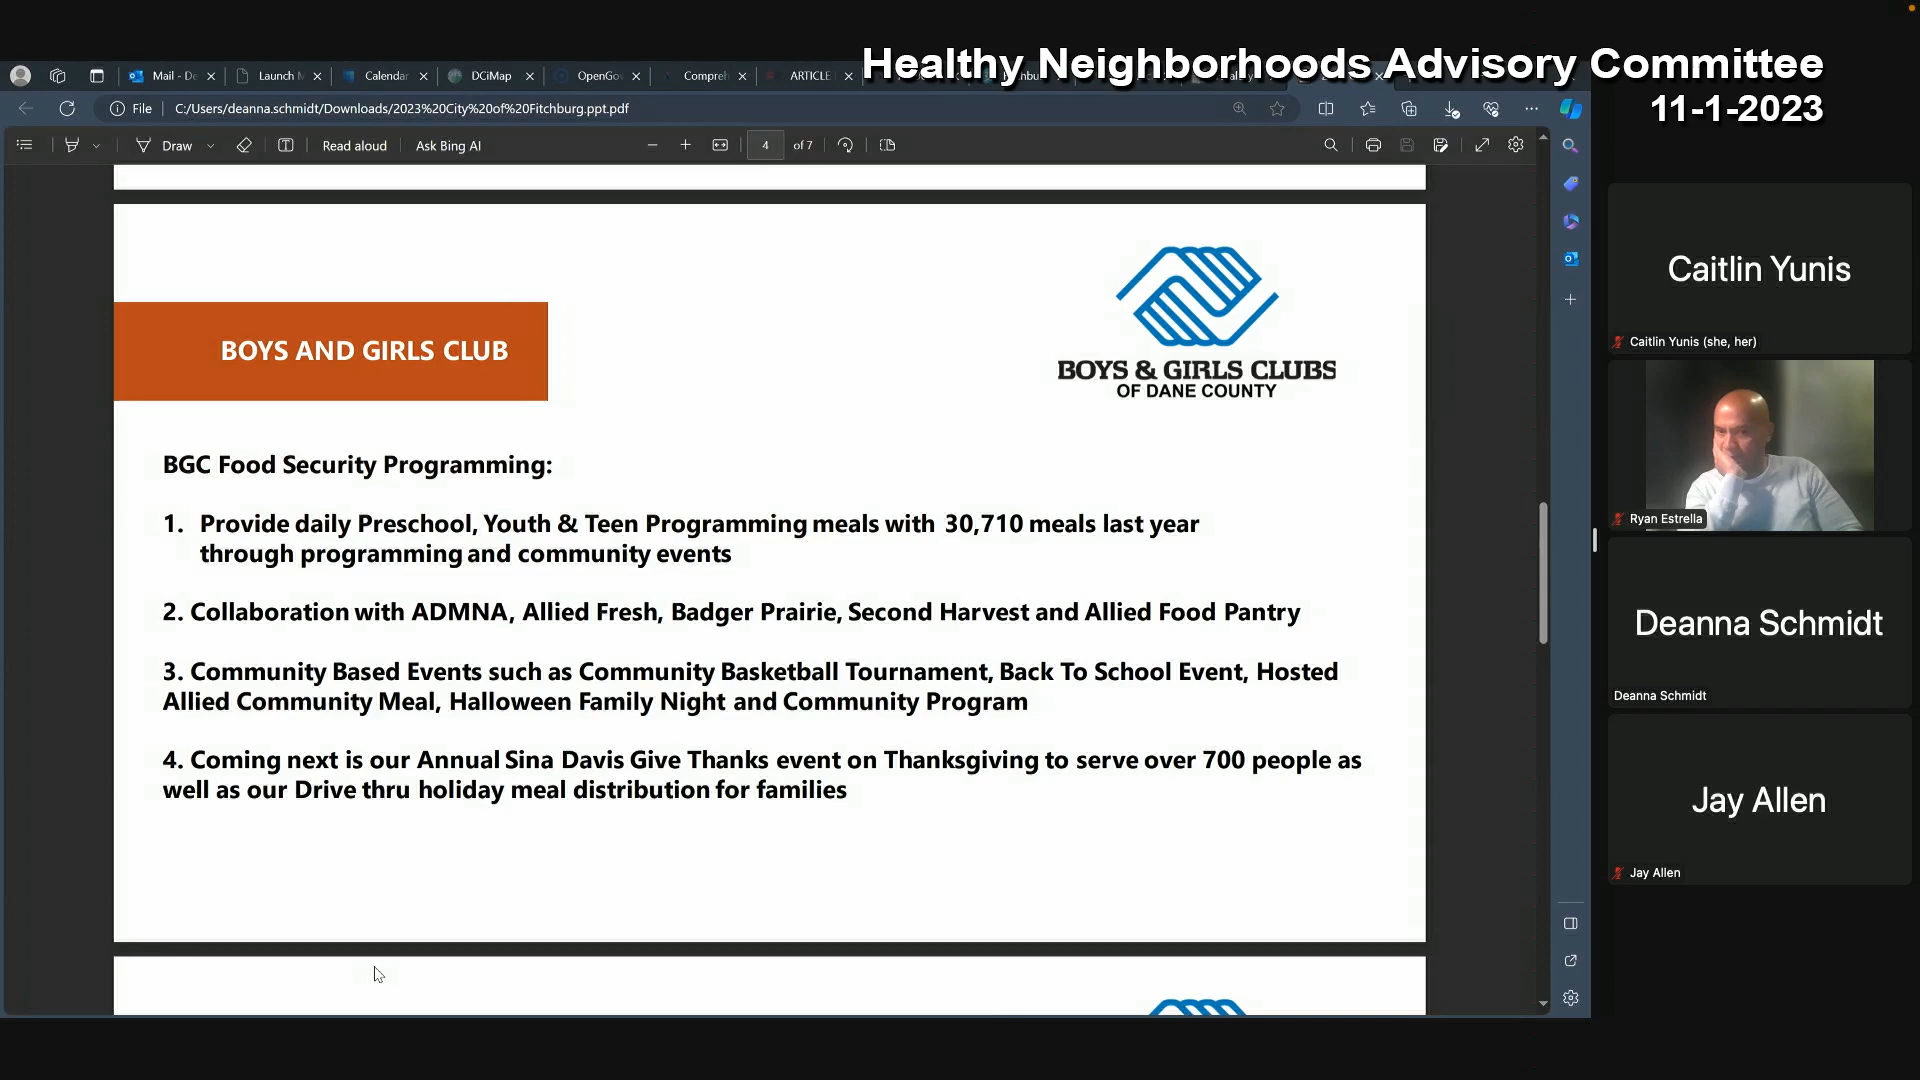 Healthy Neighborhoods Advisory Committee
11-1-2023
Mail - De
Launch M
Calendar
DCiMap
OpenGo
Compreh
ARTICLE
File
C:/Users/deanna.schmidt/Downloads/2023%20City%20of%20Fitchburg.ppt.pdf
Draw
Read aloud
Ask Bing AI
4
of 7
BOYS AND GIRLS CLUB
BOYS & GIRLS CLUBS
OF DANE COUNTY
BGC Food Security Programming:
1. Provide daily Preschool, Youth & Teen Programming meals with 30,710 meals last year
through programming and community events
2. Collaboration with ADMNA, Allied Fresh, Badger Prairie, Second Harvest and Allied Food Pantry
3. Community Based Events such as Community Basketball Tournament, Back To School Event, Hosted
Allied Community Meal, Halloween Family Night and Community Program
4. Coming next is our Annual Sina Davis Give Thanks event on Thanksgiving to serve over 700 people as
well as our Drive thru holiday meal distribution for families
Caitlin Yunis
Caitlin Yunis (she, her)
Ryan Estrella
Deanna Schmidt
Deanna Schmidt
Jay Allen
Jay Allen